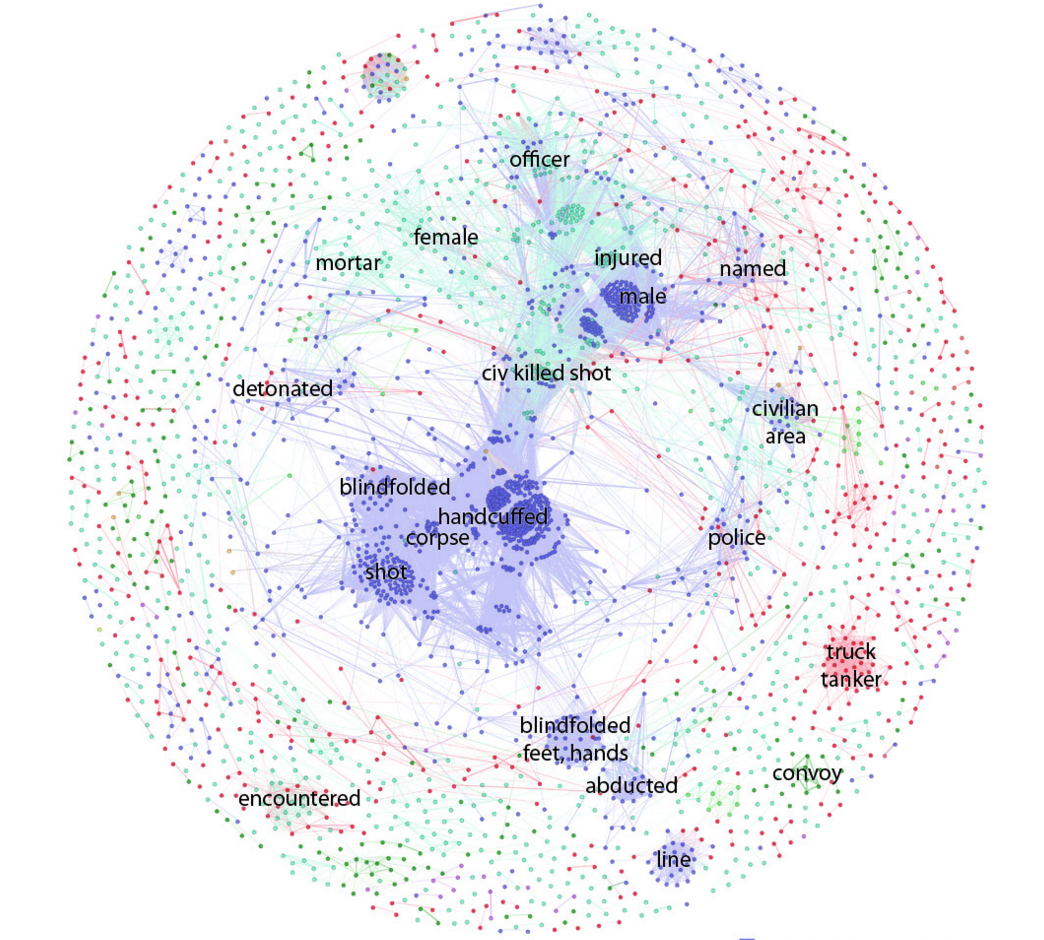 officer
female
injured
mortar
named
male
civ killed shot
detonated
civilian
area
blindfolded
handcuffed
corpse
police
shot
truck
tanker
blindfolded
feet, hands
convoy
abducted
encountered
line